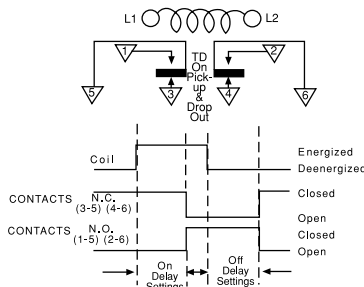 L1 L2
1 2
TD
On
Pick-
up
&
Drop
Out
5 3 4 6
Coil
Energized
Deenergized
CONTACTS N.C.
(3-5) (4-6)
Closed
Open
CONTACTS N.O.
(1-5) (2-6)
Closed
Open
On
Delay
Settings
Off
Delay
Settings